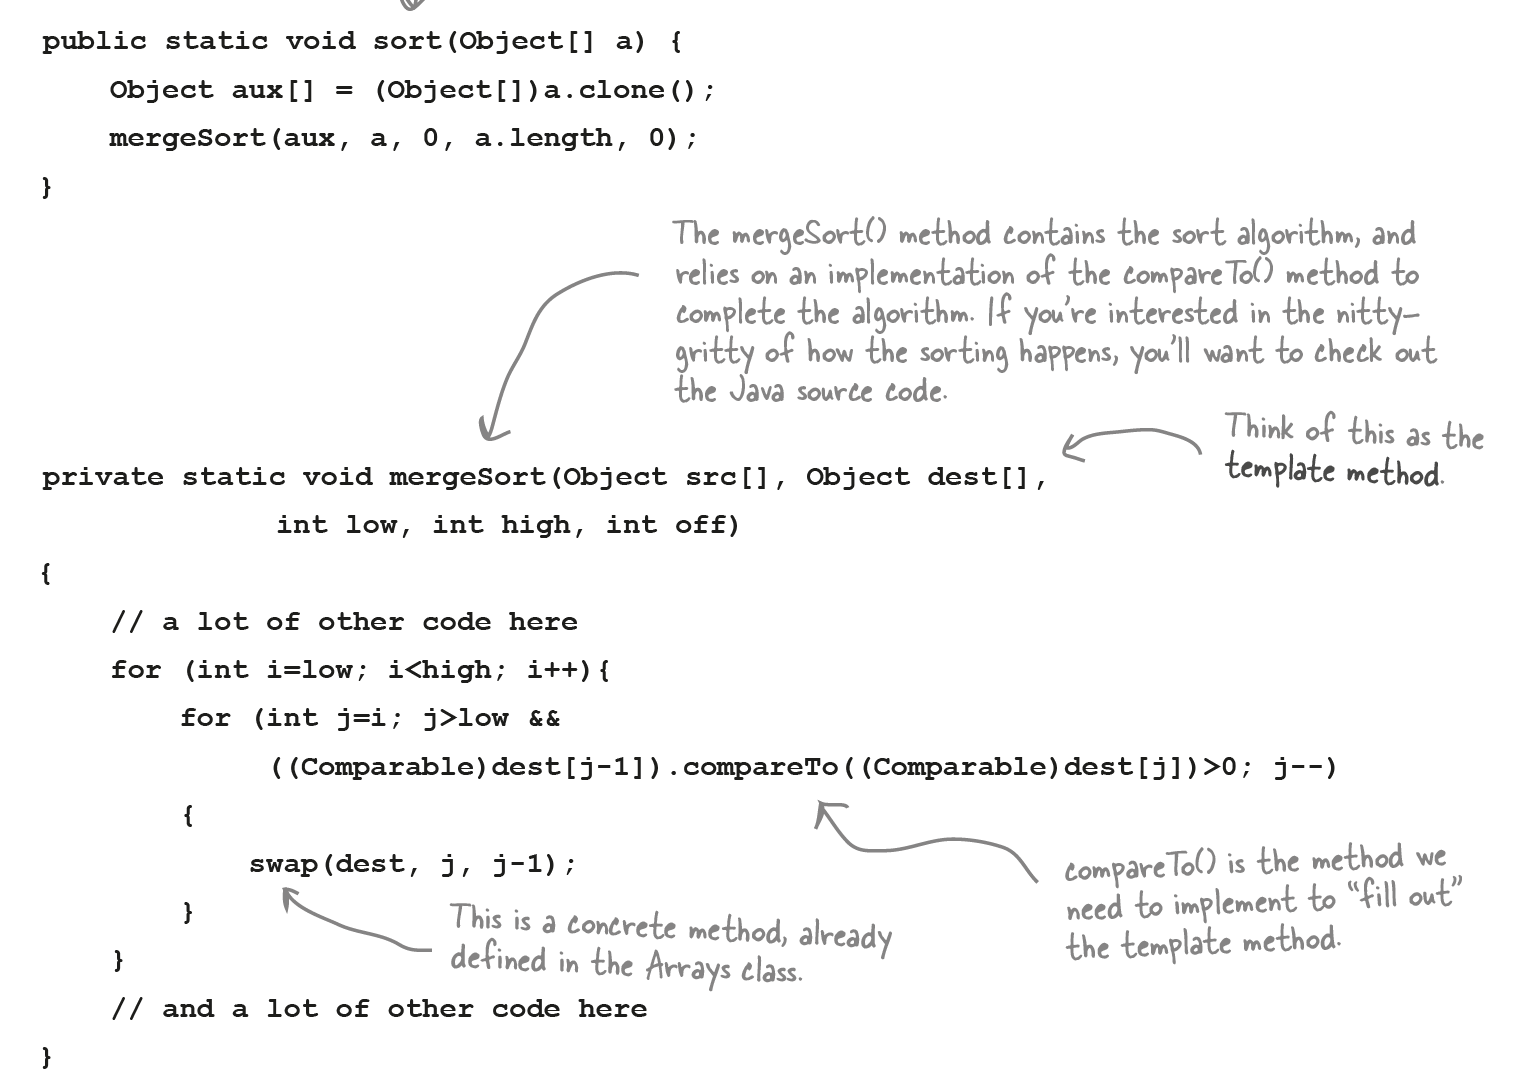 public static void sort(Object[] a) {
Object aux[] = (Object[])a.clone();
mergeSort(aux, a, 0, a.length, 0);
}
The mergeSort() method contains the sort algorithm, and
relies on an implementation of the compareTo() method to
complete the algorithm. If you're interested in the nitty-
gritty of how the sorting happens, you'll want to check out
the Java source code.
Think of this as the
template method.
private static void mergeSort(Object src[], Object dest[],
int low, int high, int off)
{
// a lot of other code here
for (int i=low; i<high; i++){
for (int j=i; j>low &&
((Comparable)dest[j-1]).compareTo((Comparable)dest[j])>0; j--)
{
swap(dest, j, j-1);
}
compareTo() is the method we
need to implement to “fill out”
the template method.
This is a concrete method, already
defined in the Arrays class.
}
// and a lot of other code here
}